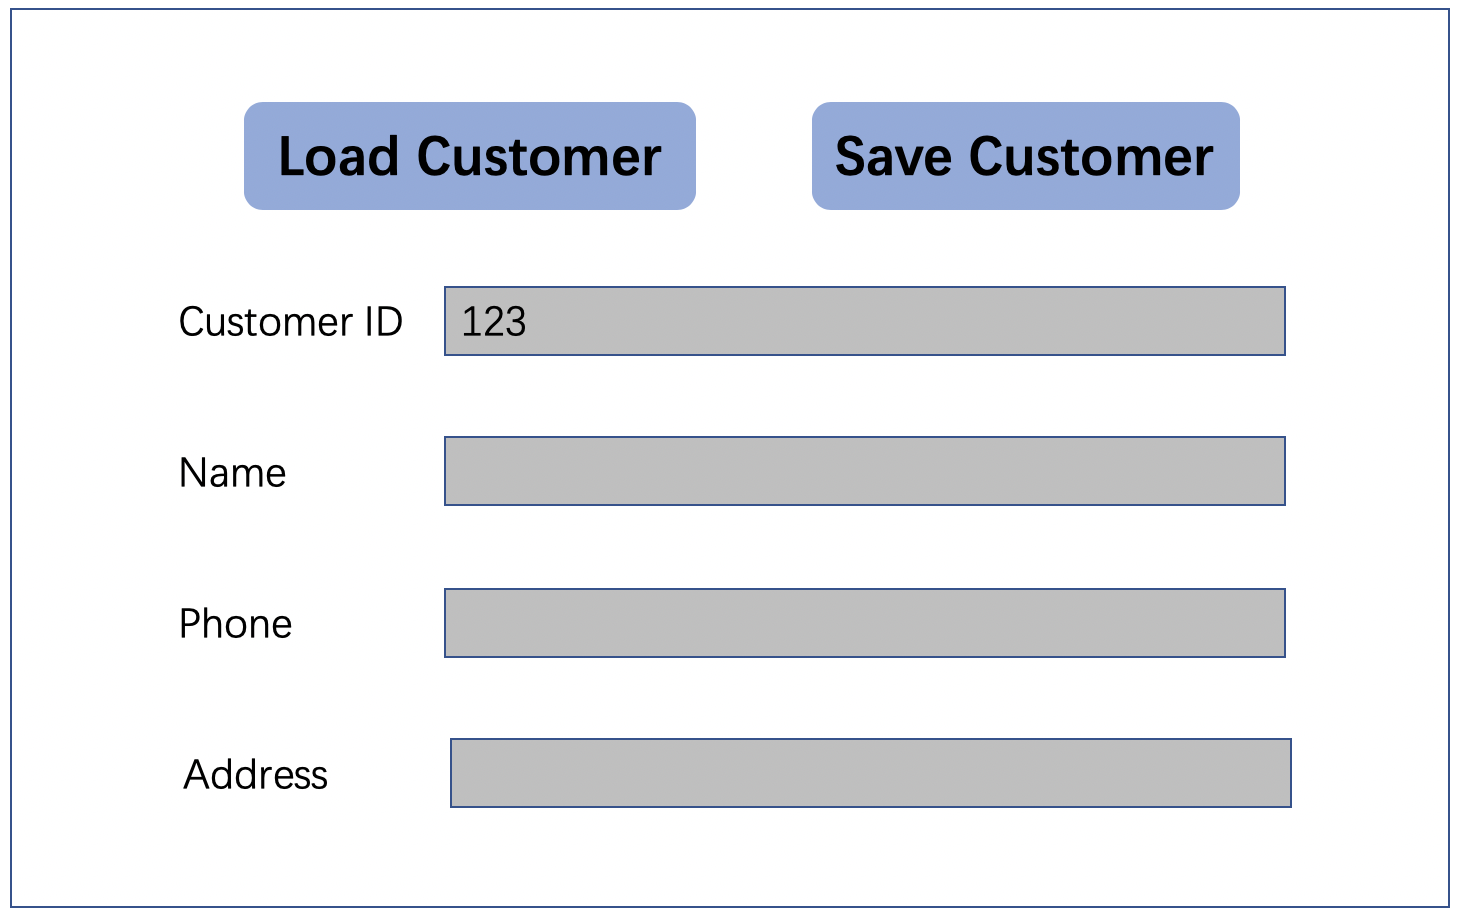 Load Customer
Save Customer
Customer ID
123
Name
Phone
Address